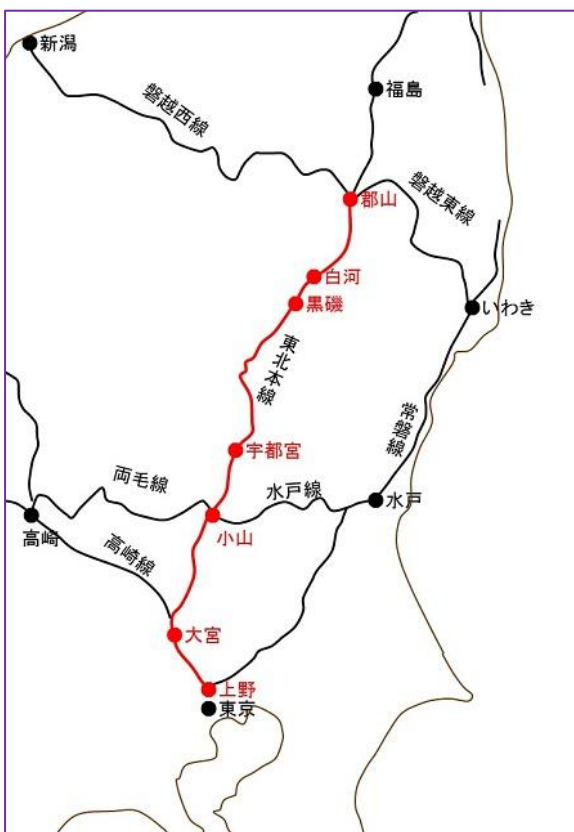 新潟
福島
磐越西線
磐越東線
郡山
白河
黒磯
いわき
東北本線
常磐線
宇都宮
両毛線
水戸線
水戸
高崎
小山
高崎線
大宮
上野
東京